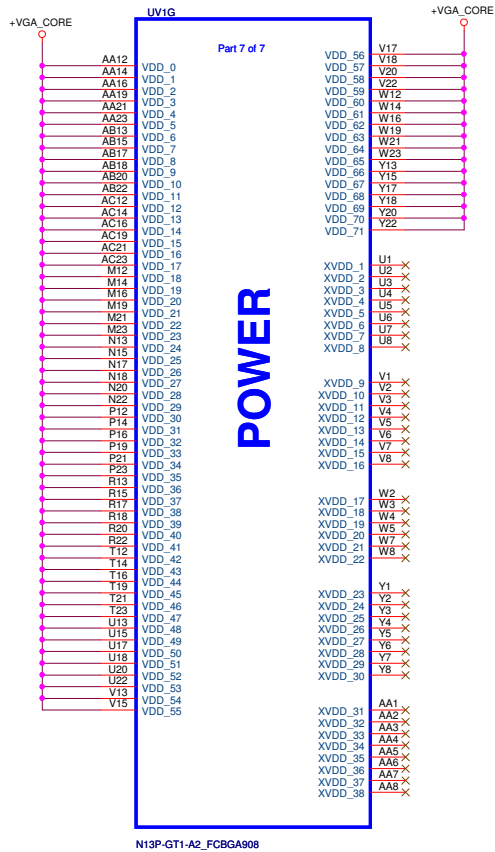 +VGA_CORE
UV1G
Part 7 of 7
AA12 VDD_0
AA14 VDD_1
AA16 VDD_2
AA19 VDD_3
AA21 VDD_4
AA23 VDD_5
AB13 VDD_6
AB15 VDD_7
AB17 VDD_8
AB18 VDD_9
AB20 VDD_10
AB22 VDD_11
AC12 VDD_12
AC14 VDD_13
AC16 VDD_14
AC19 VDD_15
AC21 VDD_16
AC23 VDD_17
M12 VDD_18
M14 VDD_19
M16 VDD_20
M19 VDD_21
M21 VDD_22
M23 VDD_23
N13 VDD_24
N15 VDD_25
N17 VDD_26
N18 VDD_27
N20 VDD_28
N22 VDD_29
P12 VDD_30
P14 VDD_31
P16 VDD_32
P19 VDD_33
P21 VDD_34
P23 VDD_35
R13 VDD_36
R15 VDD_37
R17 VDD_38
R18 VDD_39
R20 VDD_40
R22 VDD_41
T12 VDD_42
T14 VDD_43
T16 VDD_44
T19 VDD_45
T21 VDD_46
T23 VDD_47
U13 VDD_48
U15 VDD_49
U17 VDD_50
U18 VDD_51
U20 VDD_52
U22 VDD_53
V13 VDD_54
V15 VDD_55
POWER
+VGA_CORE
VDD_56 V17
VDD_57 V18
VDD_58 V20
VDD_59 V22
VDD_60 W12
VDD_61 W14
VDD_62 W16
VDD_63 W19
VDD_64 W21
VDD_65 W23
VDD_66 Y13
VDD_67 Y15
VDD_68 Y17
VDD_69 Y18
VDD_70 Y20
VDD_71 Y22
XVDD_1 U1
XVDD_2 U2
XVDD_3 U3
XVDD_4 U4
XVDD_5 U5
XVDD_6 U6
XVDD_7 U7
XVDD_8 U8
XVDD_9 V1
XVDD_10 V2
XVDD_11 V3
XVDD_12 V4
XVDD_13 V5
XVDD_14 V6
XVDD_15 V7
XVDD_16 V8
XVDD_17 W2
XVDD_18 W3
XVDD_19 W4
XVDD_20 W5
XVDD_21 W7
XVDD_22 W8
XVDD_23 Y1
XVDD_24 Y2
XVDD_25 Y3
XVDD_26 Y4
XVDD_27 Y5
XVDD_28 Y6
XVDD_29 Y7
XVDD_30 Y8
XVDD_31 AA1
XVDD_32 AA2
XVDD_33 AA3
XVDD_34 AA4
XVDD_35 AA5
XVDD_36 AA6
XVDD_37 AA7
XVDD_38 AA8
N13P-GT1-A2_FCBGA908